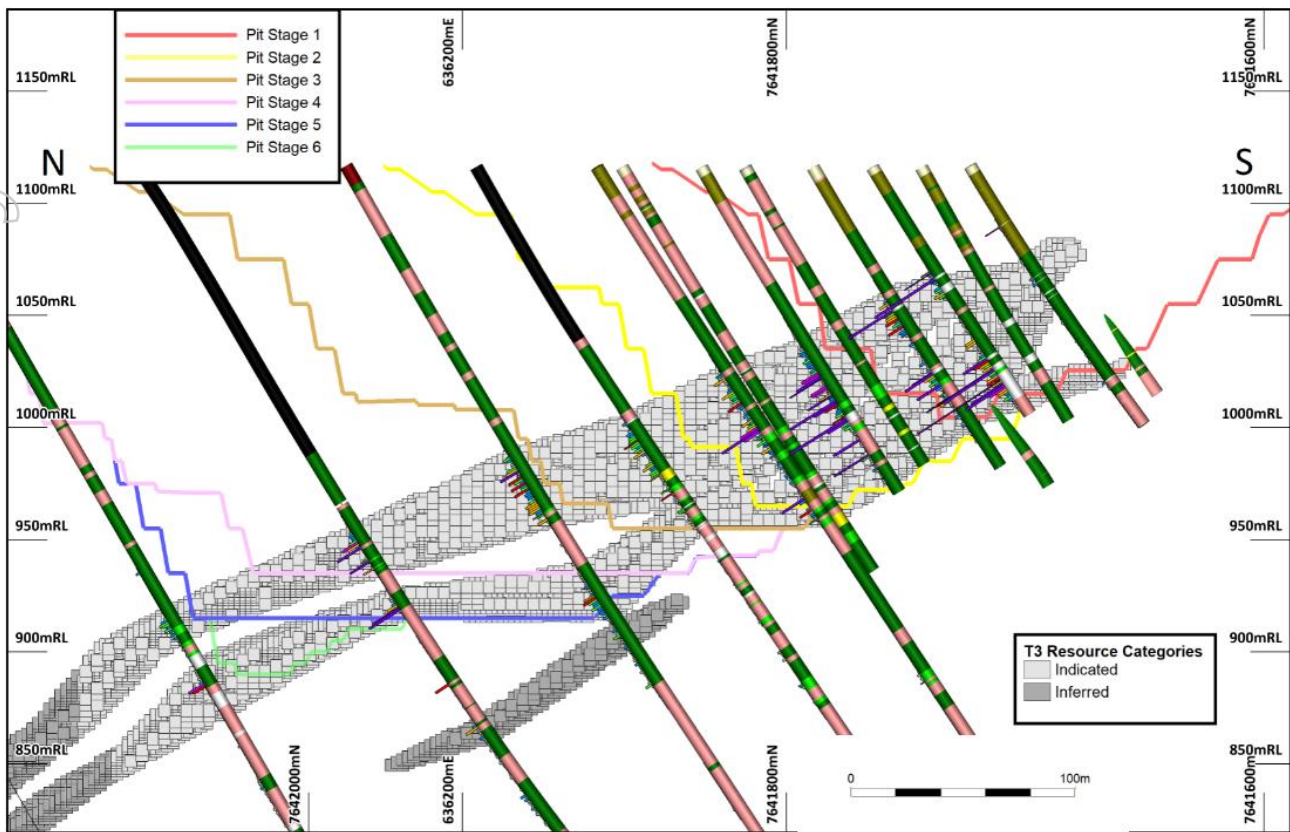 Pit Stage 1
Pit Stage 2
Pit Stage 3
Pit Stage 4
Pit Stage 5
Pit Stage 6
636200mE
7641800mN
7641600mN
1150mRL
1150mRL
N
S
1100mRL
1100mRL
1050mRL
1050mRL
1000mRL
1000mRL
950mRL
950mRL
900mRL
900mRL
T3 Resource Categories
Indicated
Inferred
850mRL
850mRL
7642000mN
636200mE
7641800mN
7641600mN
0
100m